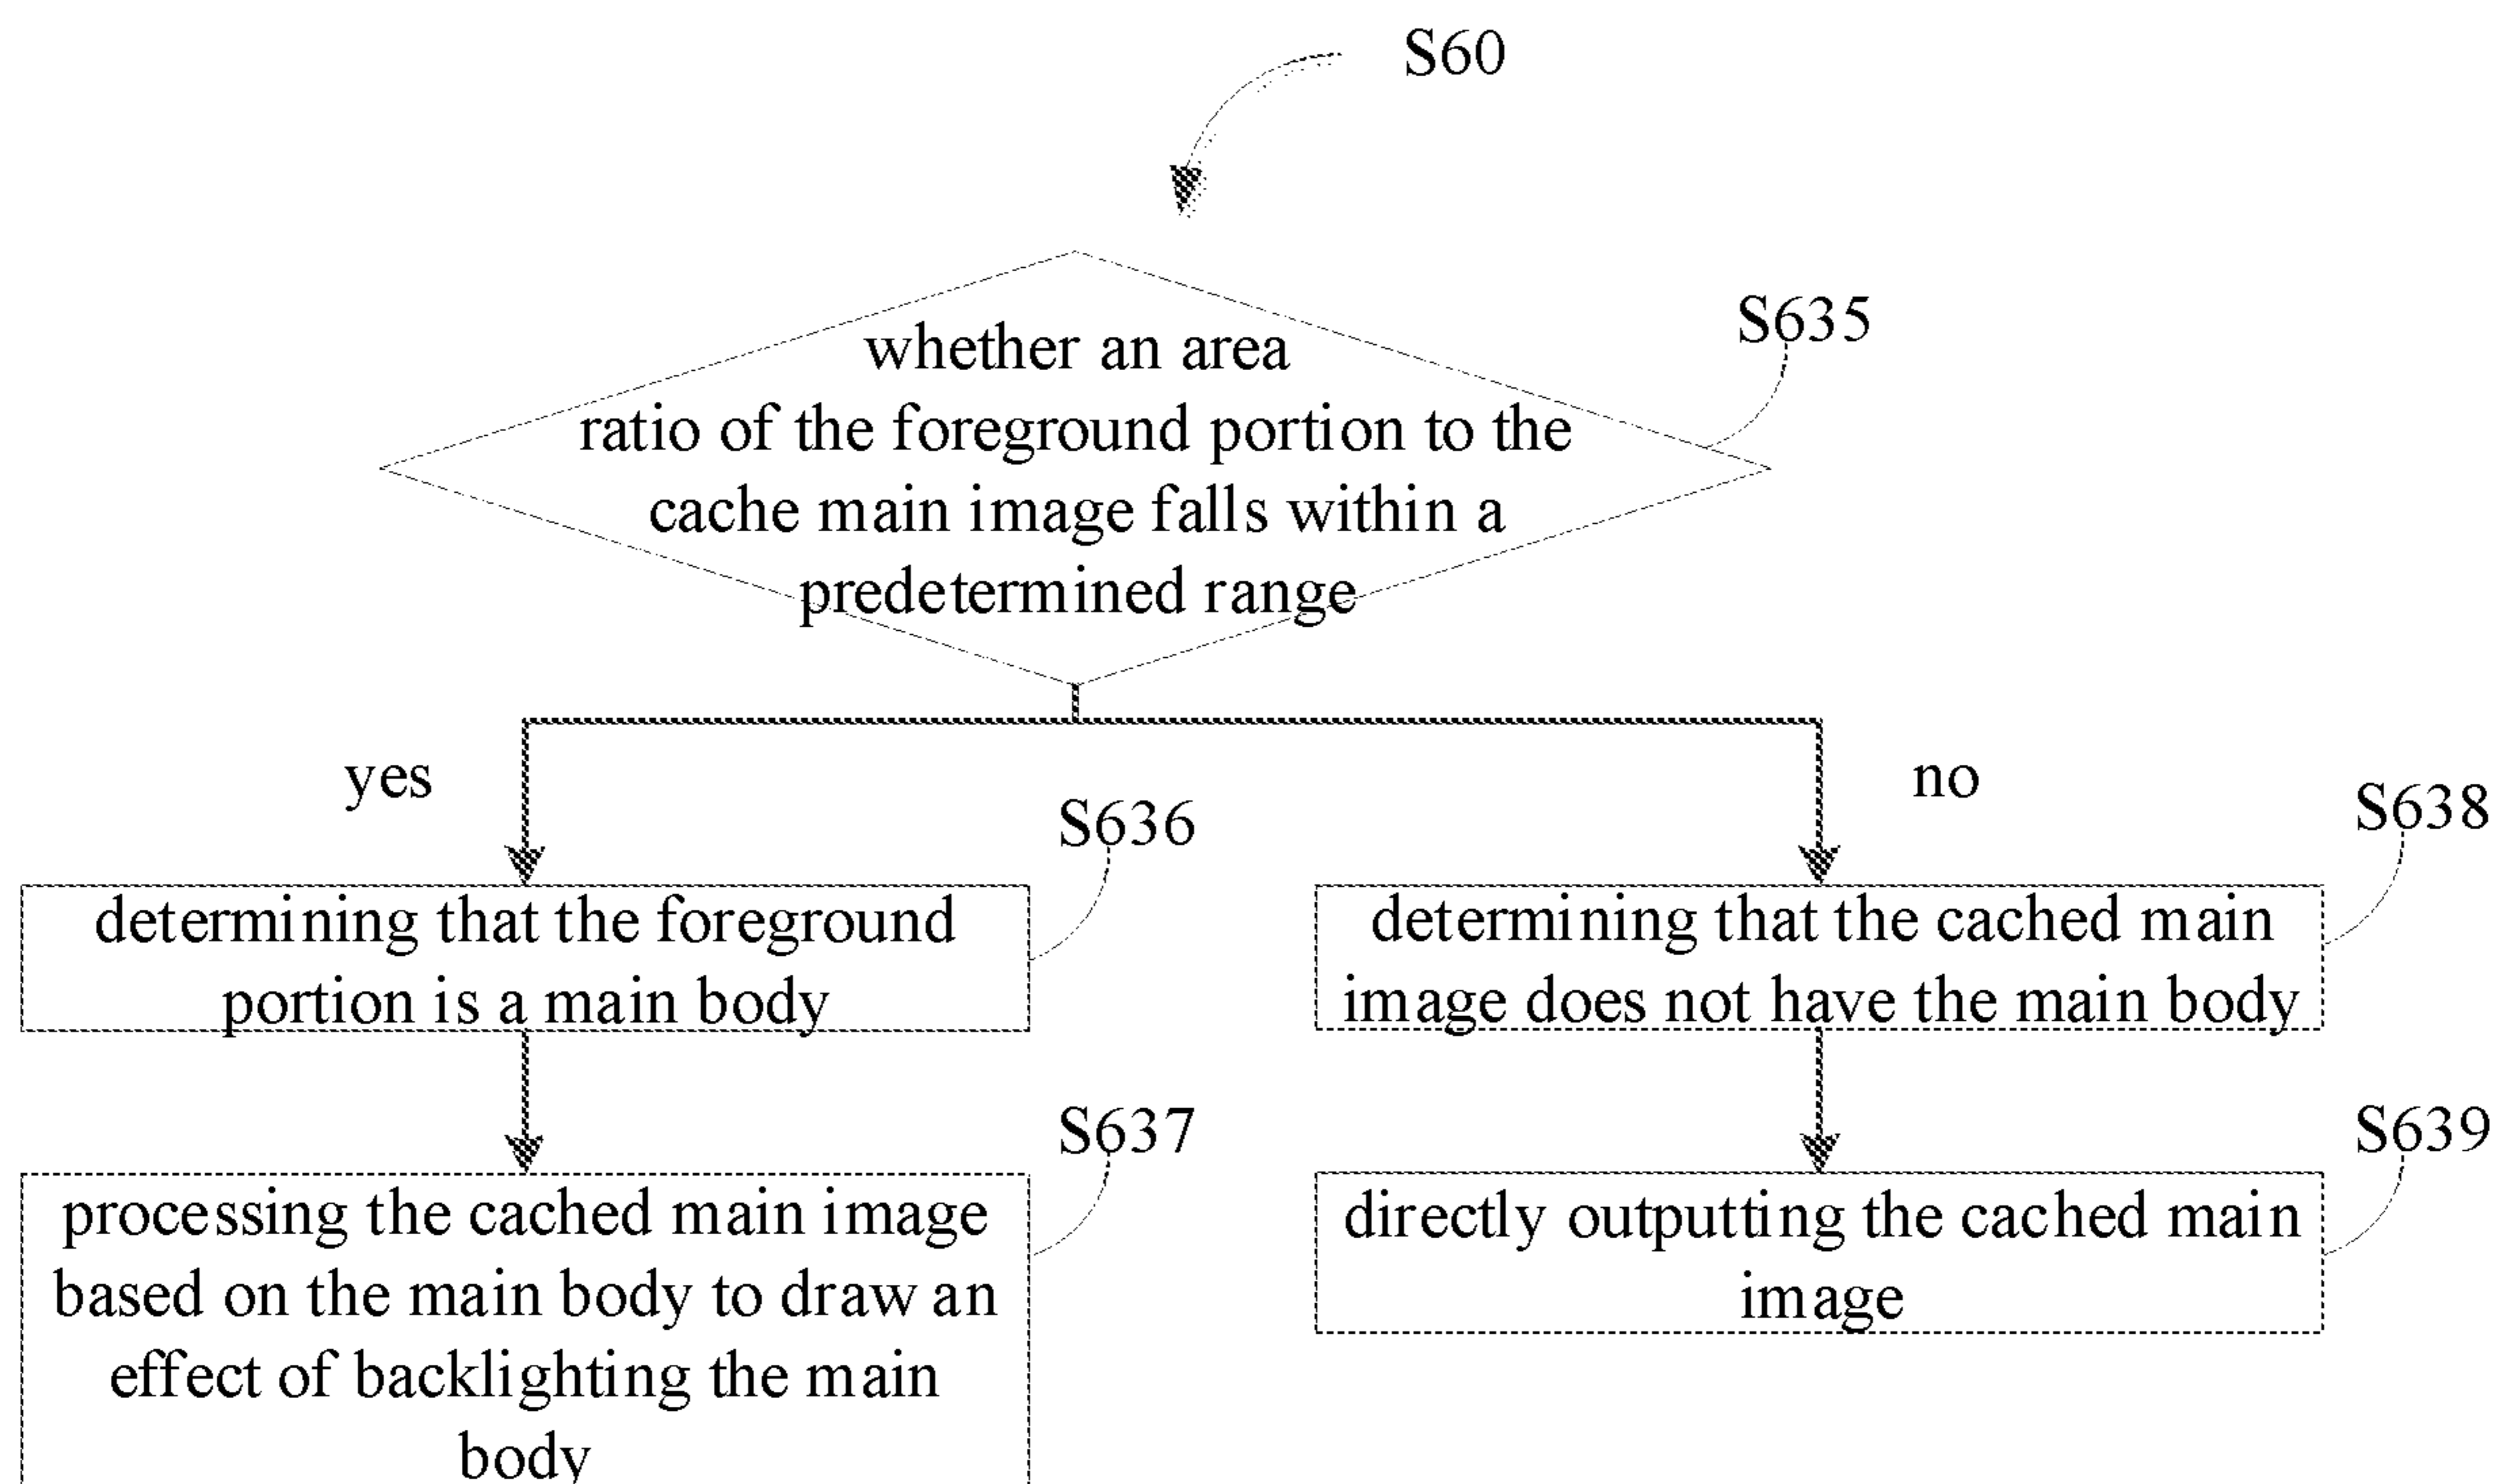 S60
S635
whether an area
ratio of the foreground portion to the
cache main image falls within a
predetermined range
yes
no
S636
determining that the foreground
portion is a main body
S638
determining that the cached main
image does not have the main body
S637
processing the cached main image
based on the main body to draw an
effect of backlighting the main
body
S639
directly outputting the cached main
image